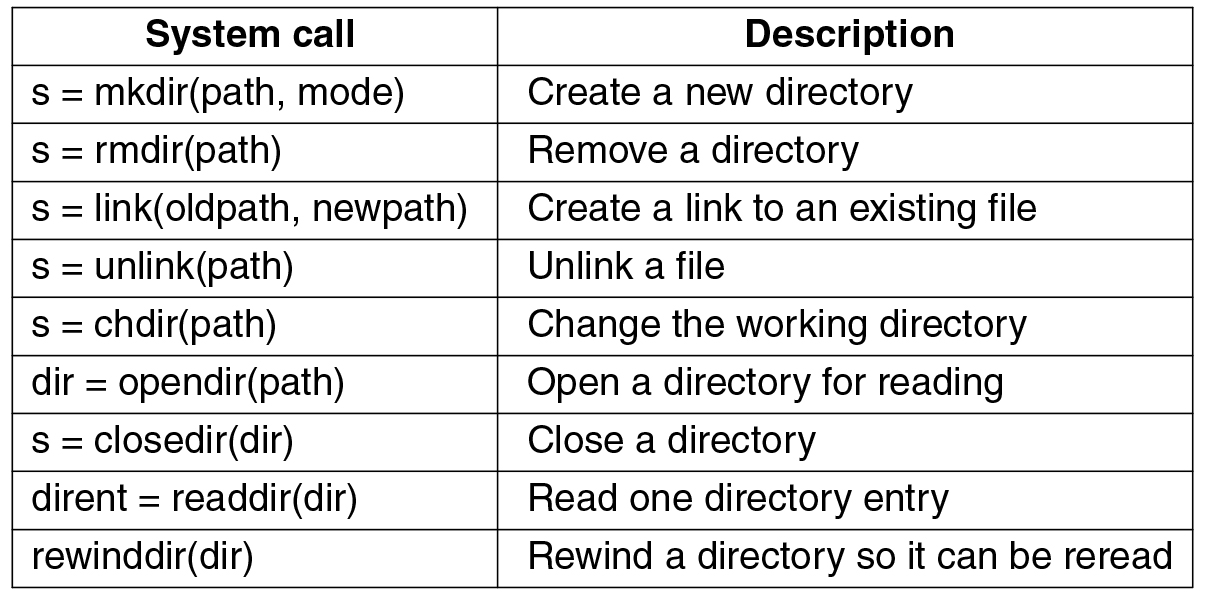 System call Description
s = mkdir(path, mode) Create a new directory
s = rmdir(path) Remove a directory
s = link(oldpath, newpath) Create a link to an existing file
s = unlink(path) Unlink a file
s = chdir(path) Change the working directory
dir = opendir(path) Open a directory for reading
s = closedir(dir) Close a directory
dirent = readdir(dir) Read one directory entry
rewinddir(dir) Rewind a directory so it can be reread